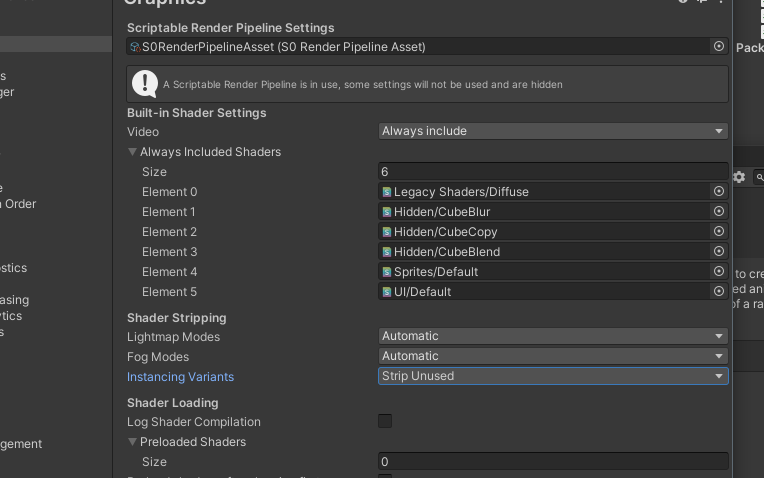 Graphics
Scriptable Render Pipeline Settings
S0RenderPipelineAsset (S0 Render Pipeline Asset)
Pack
A Scriptable Render Pipeline is in use, some settings will not be used and are hidden
Built-in Shader Settings
Video Always include
Always Included Shaders
Size 6
Element 0 Legacy Shaders/Diffuse
Element 1 Hidden/CubeBlur
Element 2 Hidden/CubeCopy
Element 3 Hidden/CubeBlend
Element 4 Sprites/Default
Element 5 UI/Default
Shader Stripping
Lightmap Modes Automatic
Fog Modes Automatic
Instancing Variants Strip Unused
Shader Loading
Log Shader Compilation
Preloaded Shaders
Size 0
s
ger
e
n Order
stics
asing
ytics
s
gement
to cre
ed an
of a ra